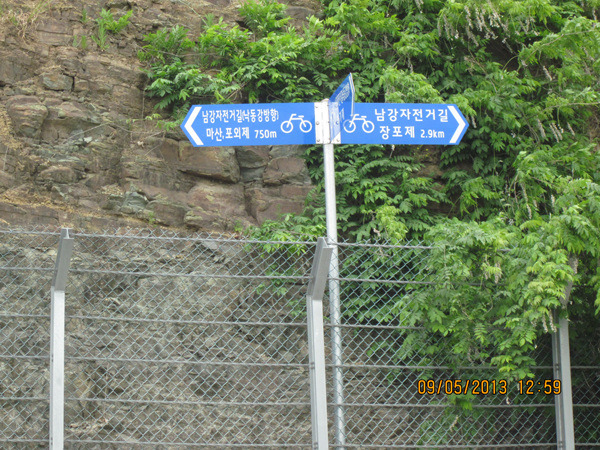 남강자전거길(낙동강방향)
마산,포외제 750m
남강자전거길
장포제 2.9km
09/05/2013 12:59